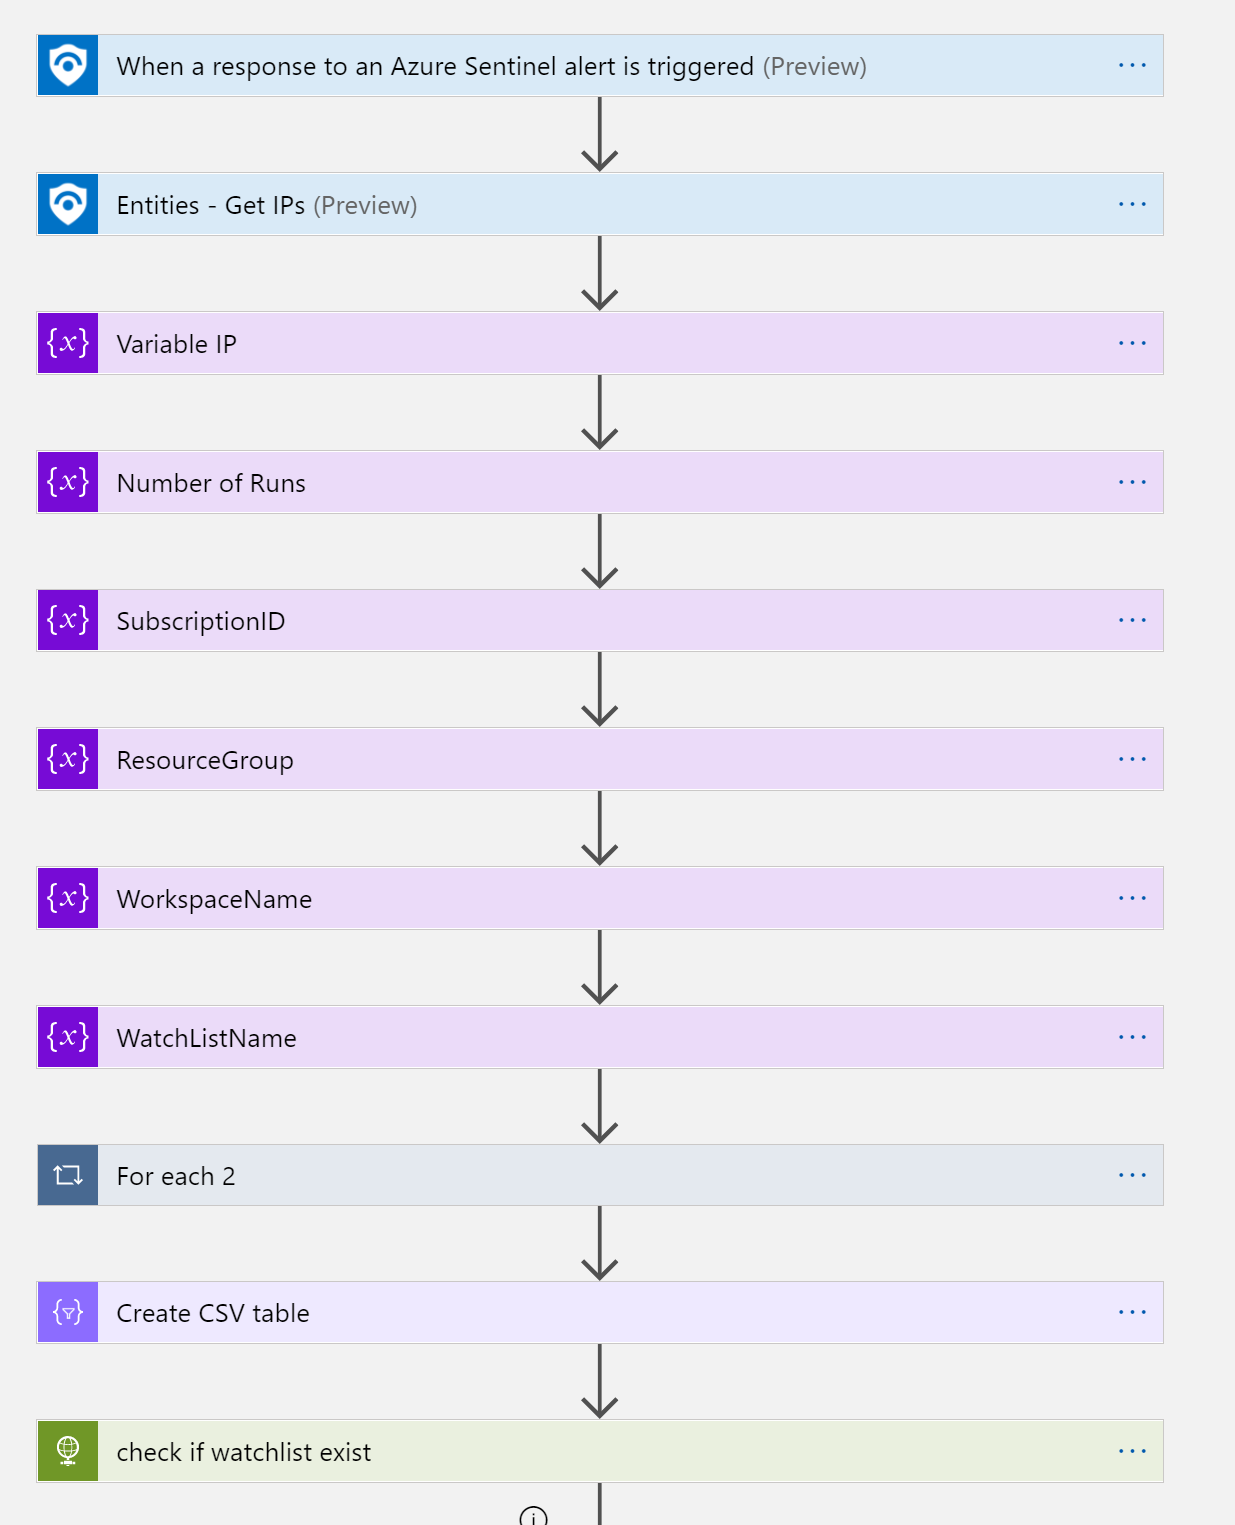 When a response to an Azure Sentinel alert is triggered (Preview)
Entities - Get IPs (Preview)
{x} Variable IP
{x} Number of Runs
{x} SubscriptionID
{x} ResourceGroup
{x} WorkspaceName
{x} WatchListName
For each 2
Create CSV table
check if watchlist exist
i